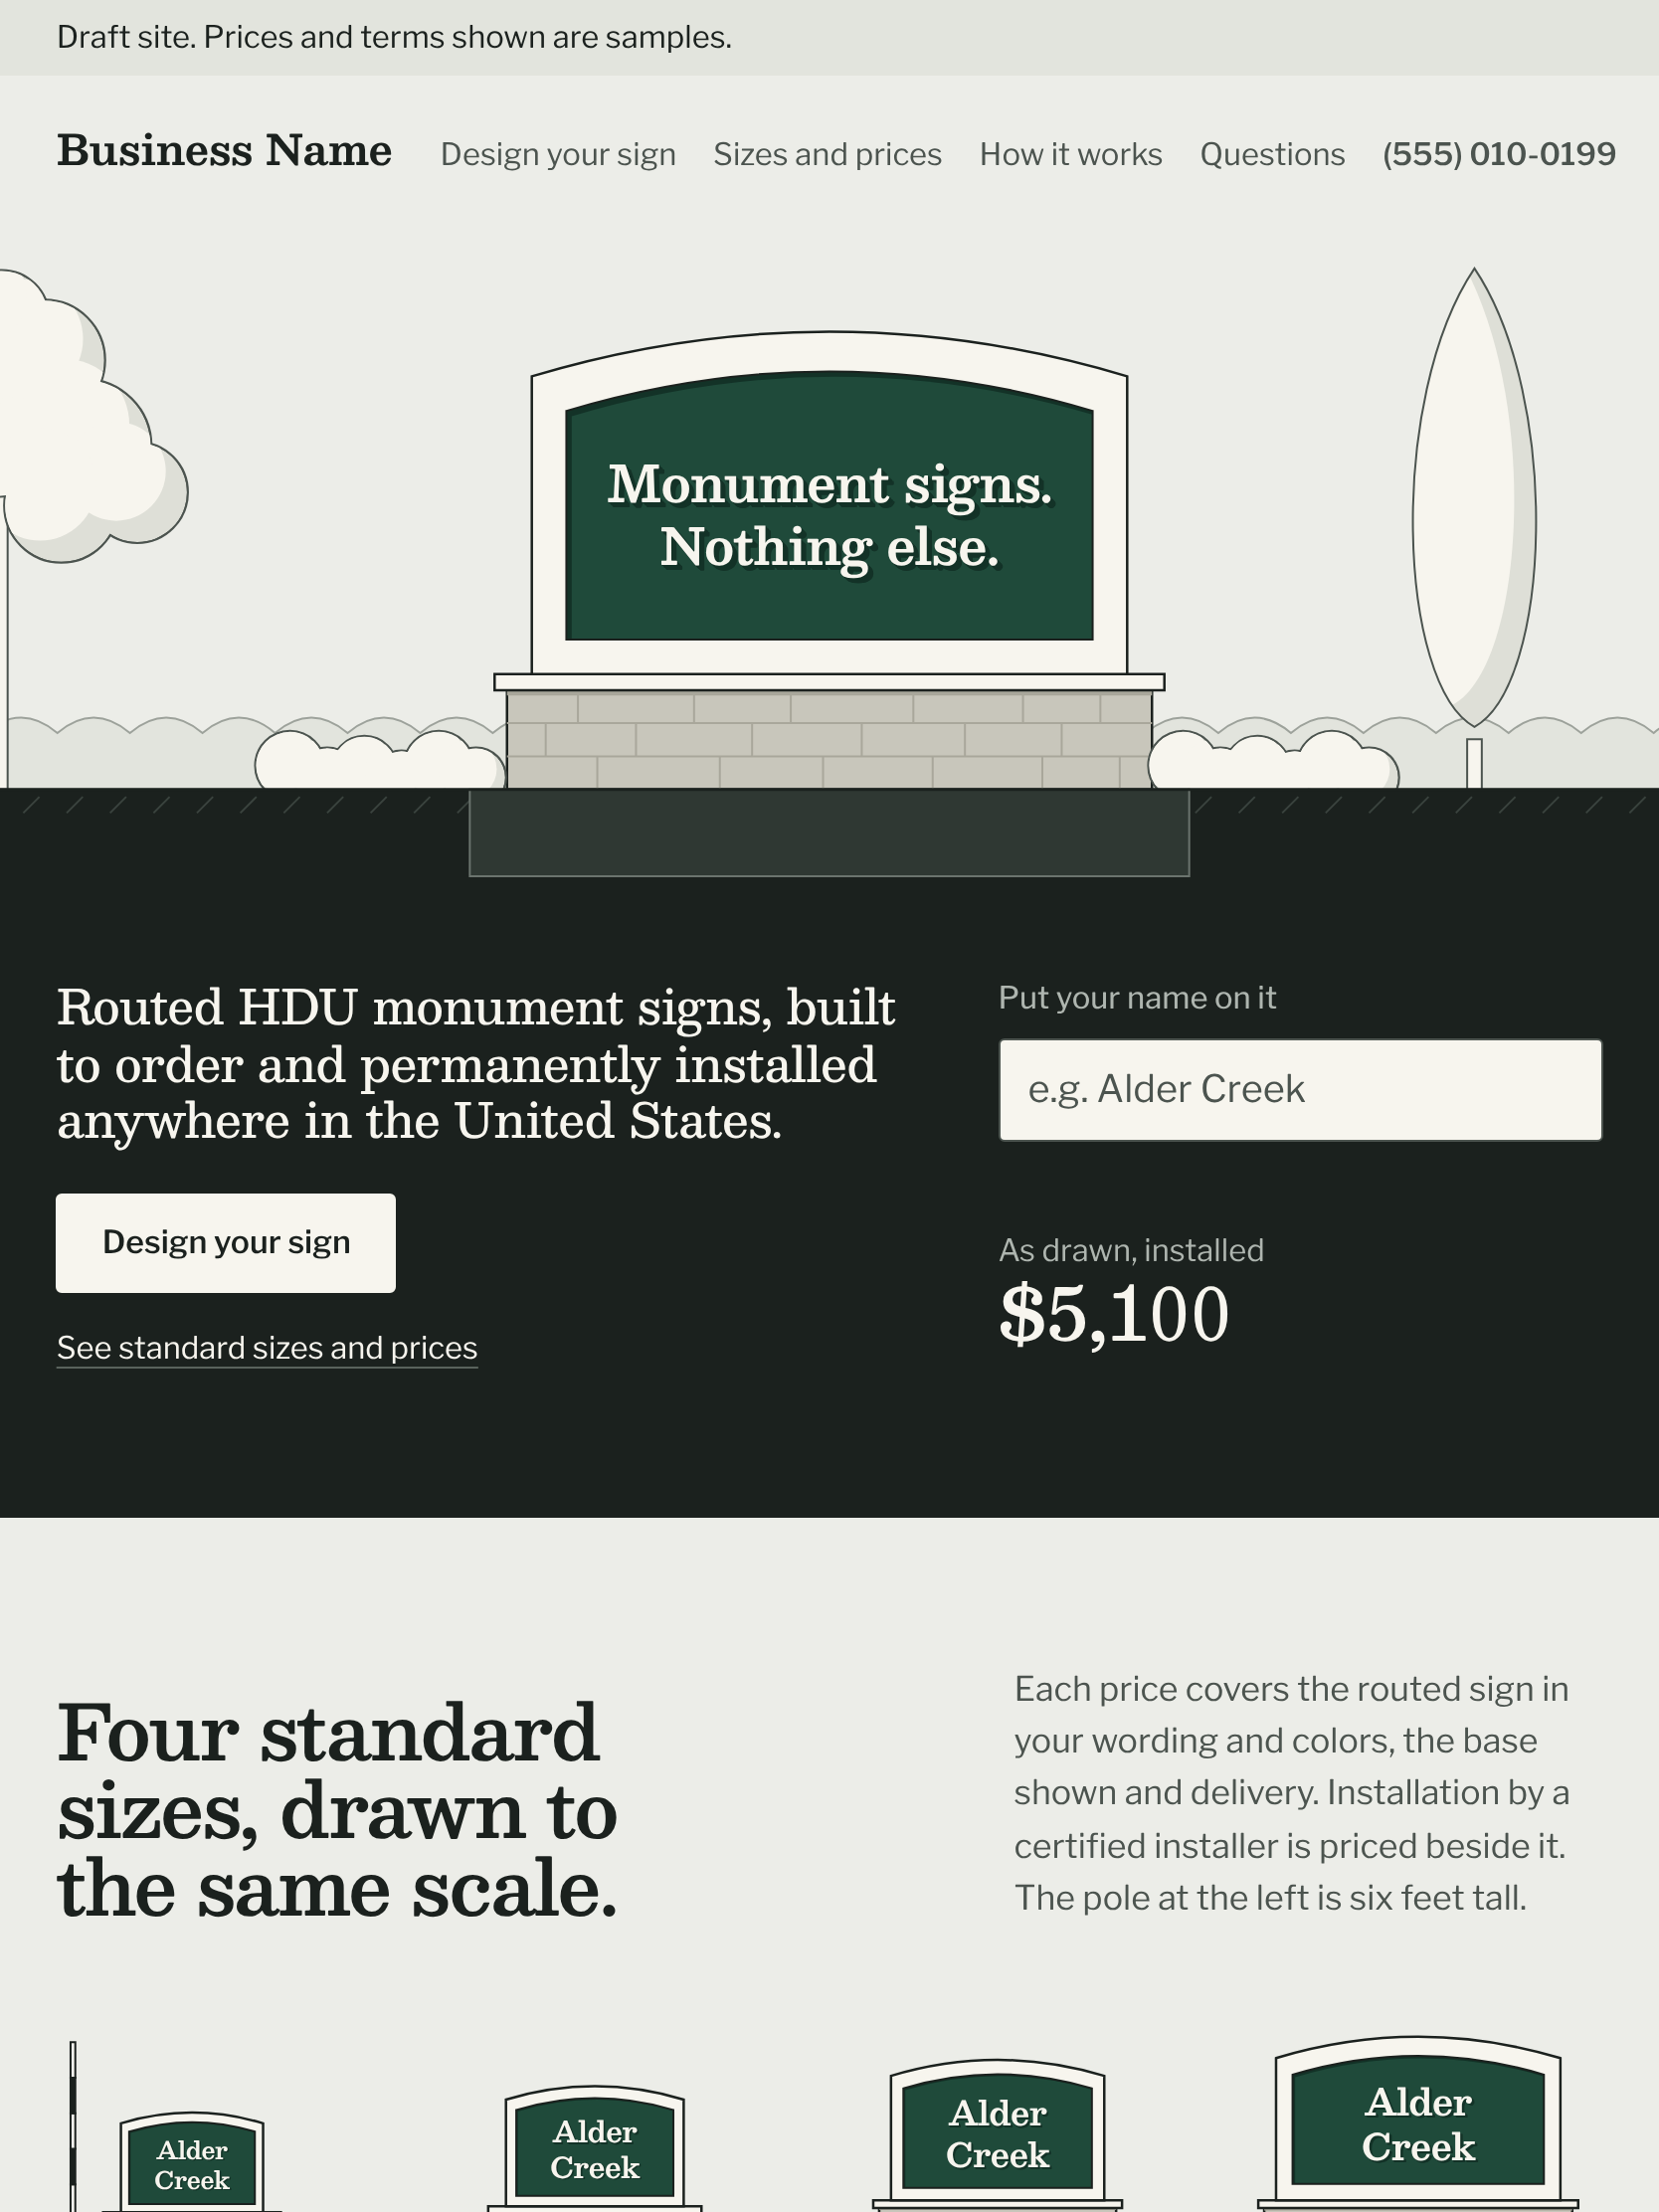 Draft site. Prices and terms shown are samples.
Business Name
Design your sign
Sizes and prices
How it works
Questions
(555) 010-0199
Monument signs.
Nothing else.
Routed HDU monument signs, built
to order and permanently installed
anywhere in the United States.
Design your sign
See standard sizes and prices
Put your name on it
e.g. Alder Creek
As drawn, installed
$5,100
Four standard
sizes, drawn to
the same scale.
Each price covers the routed sign in
your wording and colors, the base
shown and delivery. Installation by a
certified installer is priced beside it.
The pole at the left is six feet tall.
Alder
Creek
Alder
Creek
Alder
Creek
Alder
Creek